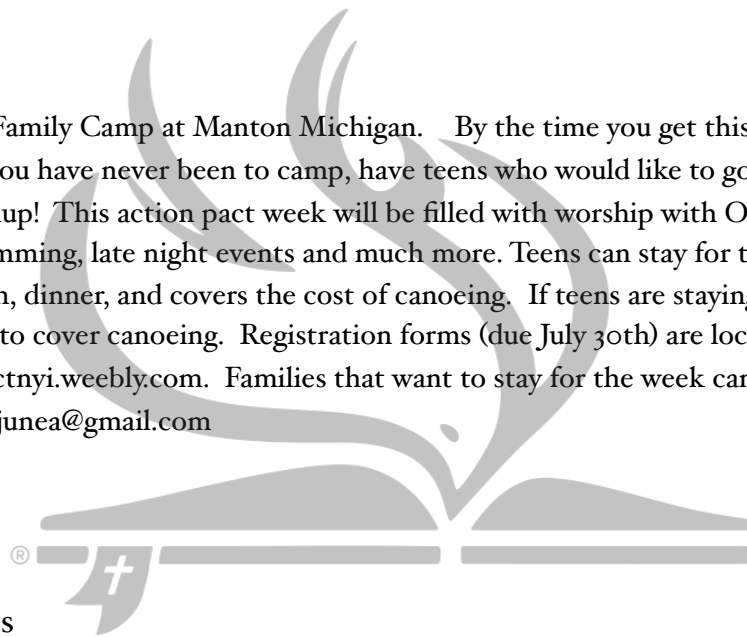 Family Camp at Manton Michigan. By the time you get this
you have never been to camp, have teens who would like to go
up! This action pact week will be filled with worship with O
mming, late night events and much more. Teens can stay for t
n, dinner, and covers the cost of canoeing. If teens are staying
to cover canoeing. Registration forms (due July 30th) are loc
ctnyi.weebly.com. Families that want to stay for the week can
junea@gmail.com
®
s